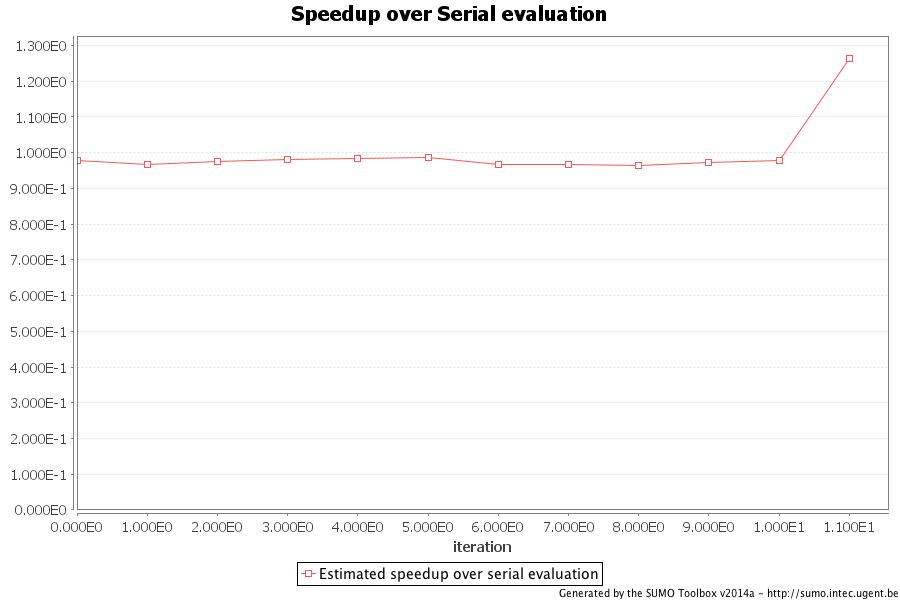 Speedup over Serial evaluation
1.300E0
1.200E0
1.100E0
1.000E0
9.000E-1
8.000E-1
7.000E-1
6.000E-1
5.000E-1
4.000E-1
3.000E-1
2.000E-1
1.000E-1
0.000E0
0.000E0 1.000E0 2.000E0 3.000E0 4.000E0 5.000E0 6.000E0 7.000E0 8.000E0 9.000E0 1.000E1 1.100E1
iteration
Estimated speedup over serial evaluation
Generated by the SUMO Toolbox v2014a - http://sumo.intec.ugent.be